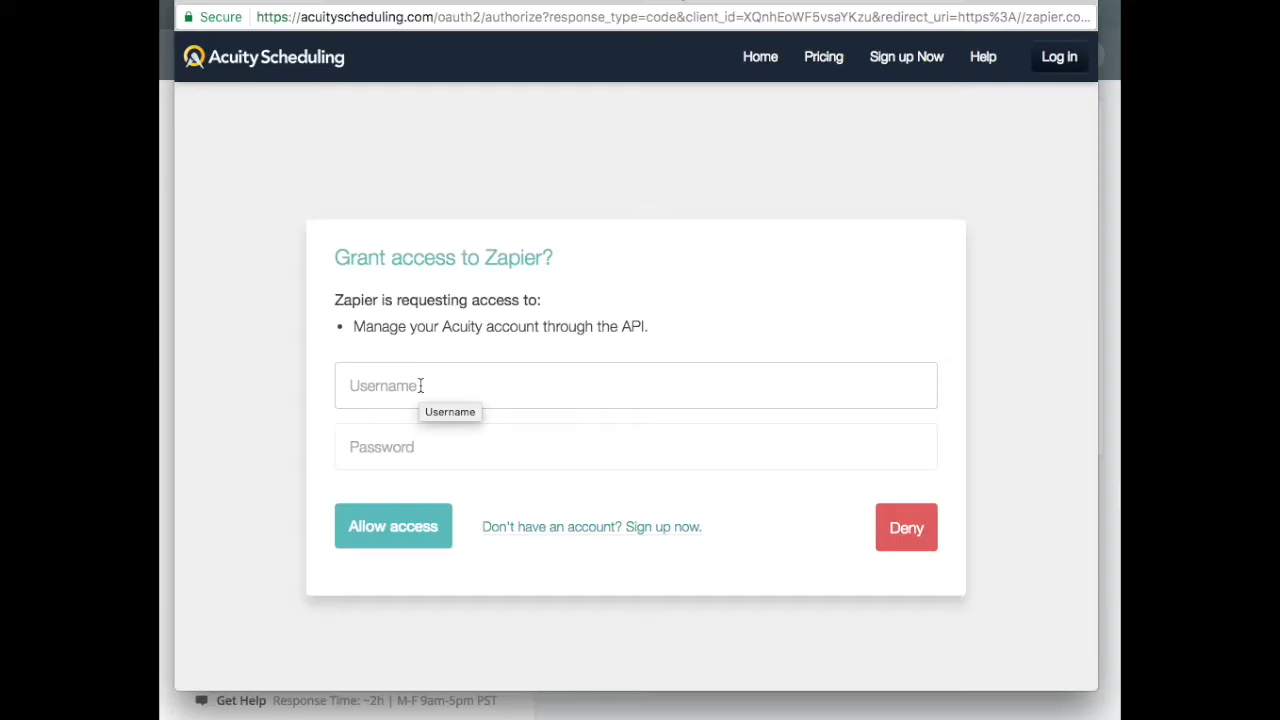 Secure https://acuityscheduling.com/oauth2/authorize?response_type=code&client_id=XQnhEoWF5vsaYKzu&redirect_uri=https%3A//zapier.co...
Acuity Scheduling Home Pricing Sign up Now Help Log in
Grant access to Zapier?
Zapier is requesting access to:
• Manage your Acuity account through the API.
Username
Username
Password
Allow access Don't have an account? Sign up now. Deny
Get Help Response Time: ~2h | M-F 9am-5pm PST